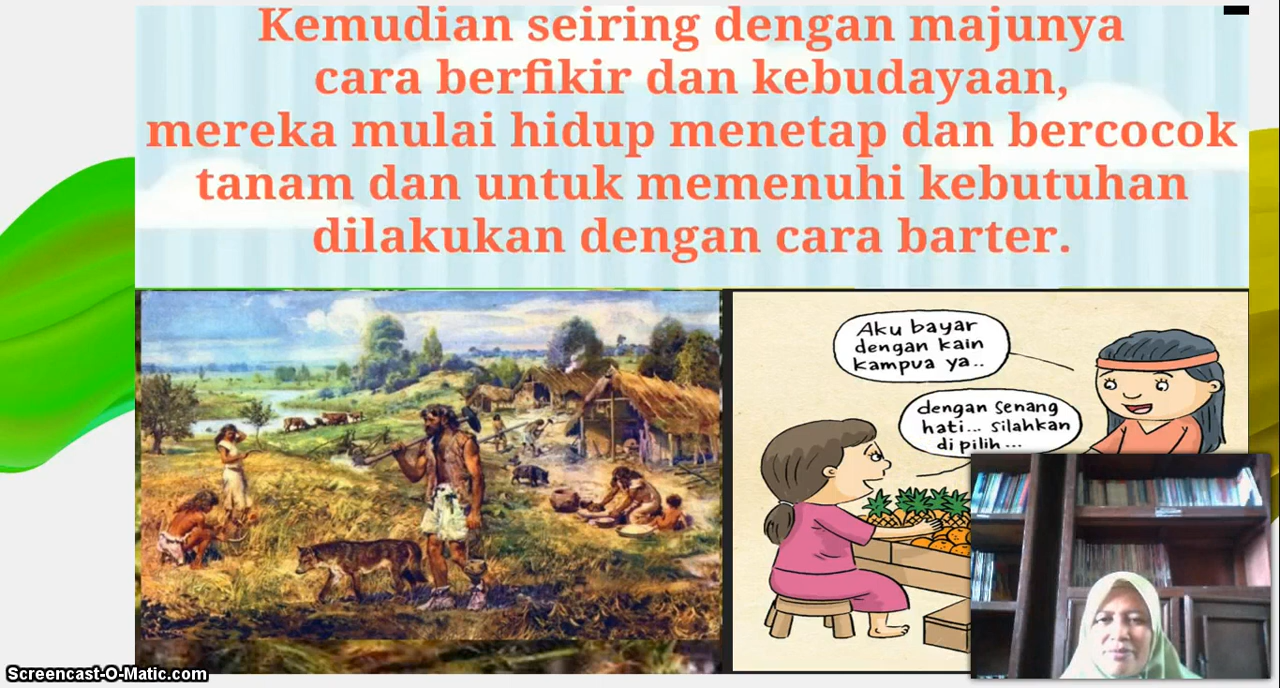 Kemudian seiring dengan majunya
cara berfikir dan kebudayaan,
mereka mulai hidup menetap dan bercocok
tanam dan untuk memenuhi kebutuhan
dilakukan dengan cara barter.
Aku bayar
dengan kain
kampua ya..
dengan senang
hati... silahkan
di pilih...
Screencast-O-Matic.com